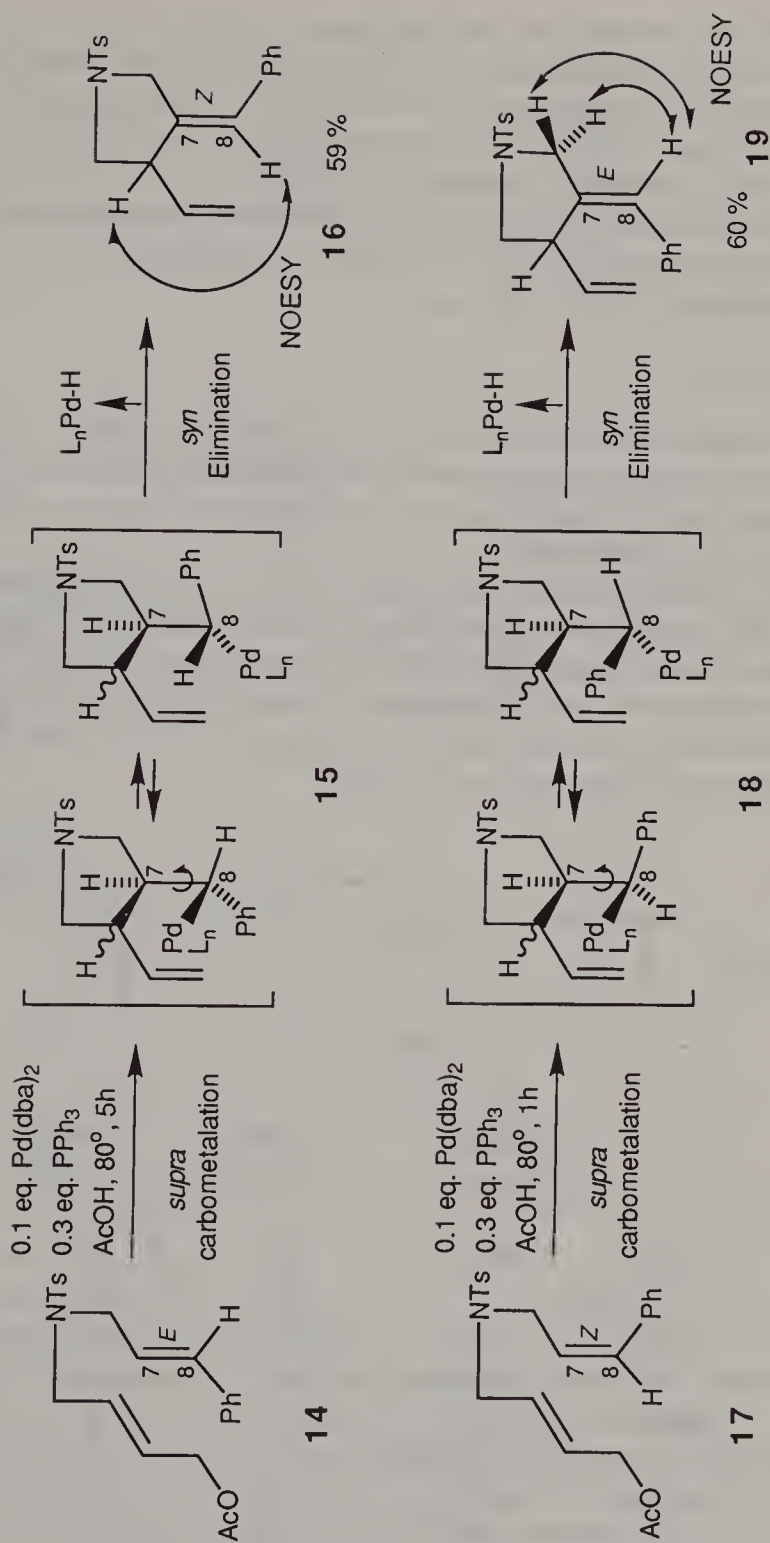 0.1 eq. Pd(dba)2
0.3 eq. PPh3
AcOH, 80°, 5h
supra
carbometalation
AcO
NTs
E
7
8
Ph
H
14
NTs
H
H
7
8
Pd
Ln
Ph
H
15
NTs
H
H
7
8
H
Pd
Ln
Ph
LnPd-H
syn
Elimination
NTs
H
Z
7
8
H
Ph
NOESY
16
59 %
0.1 eq. Pd(dba)2
0.3 eq. PPh3
AcOH, 80°, 1h
supra
carbometalation
AcO
NTs
Z
7
8
H
Ph
17
NTs
H
H
7
8
Pd
Ln
H
Ph
18
NTs
H
H
7
8
Ph
Pd
Ln
H
LnPd-H
syn
Elimination
NTs
H
H
H
E
7
8
Ph
H
NOESY
60 %
19